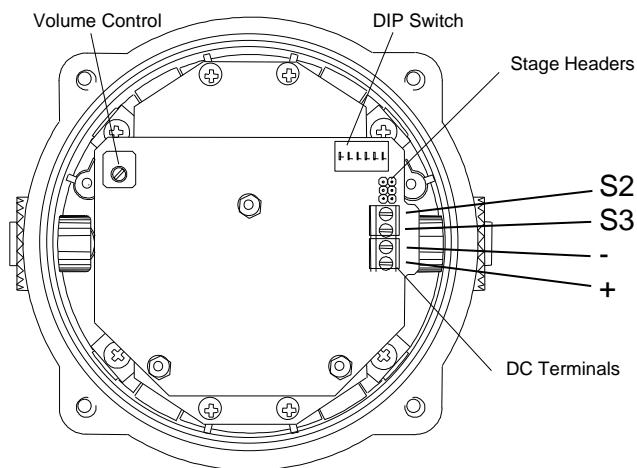 Volume Control
DIP Switch
Stage Headers
S2
S3
-
+
DC Terminals